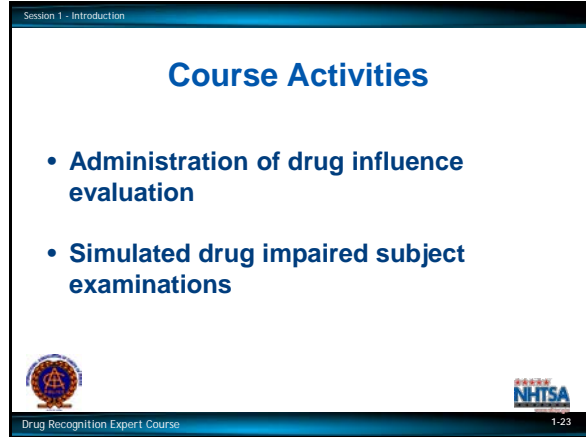 Session 1 - Introduction
Course Activities
• Administration of drug influence
evaluation
• Simulated drug impaired subject
examinations
NHTSA
Drug Recognition Expert Course
1-23